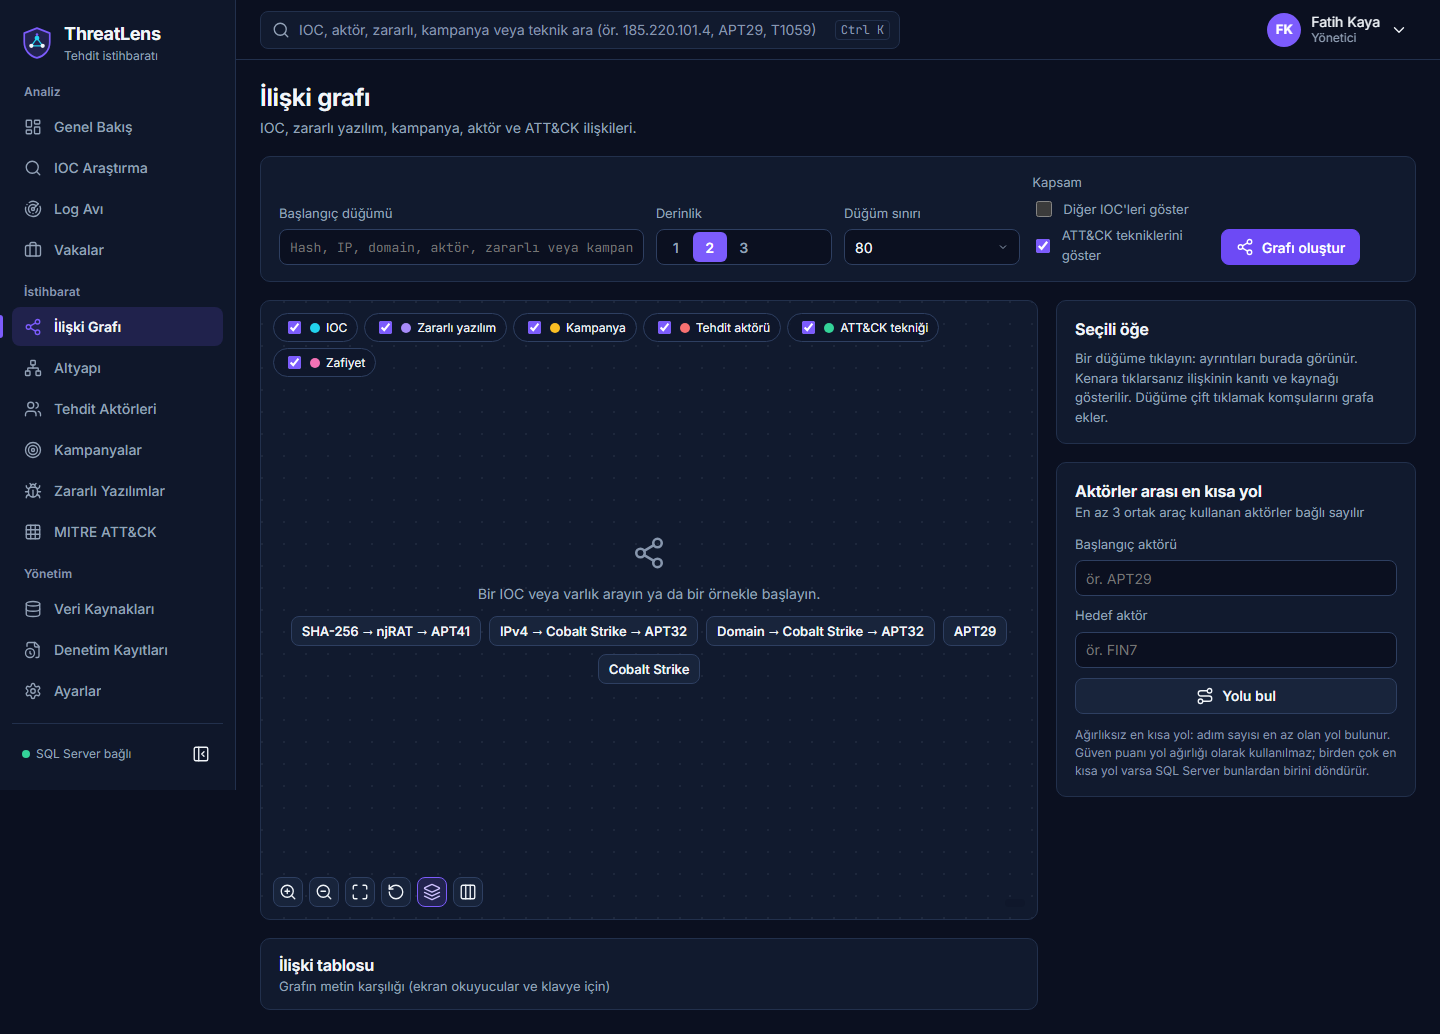 ThreatLens
Tehdit istihbaratı
Analiz
Genel Bakış
IOC Araştırma
Log Avı
Vakalar
İstihbarat
İlişki Grafı
Altyapı
Tehdit Aktörleri
Kampanyalar
Zararlı Yazılımlar
MITRE ATT&CK
Yönetim
Veri Kaynakları
Denetim Kayıtları
Ayarlar
SQL Server bağlı
IOC, aktör, zararlı, kampanya veya teknik ara (ör. 185.220.101.4, APT29, T1059)
Ctrl K
FK
Fatih Kaya
Yönetici
İlişki grafı
IOC, zararlı yazılım, kampanya, aktör ve ATT&CK ilişkileri.
Başlangıç düğümü
Hash, IP, domain, aktör, zararlı veya kampan
Derinlik
1 2 3
Düğüm sınırı
80
Kapsam
Diğer IOC'leri göster
ATT&CK tekniklerini
göster
Grafı oluştur
IOC
Zararlı yazılım
Kampanya
Tehdit aktörü
ATT&CK tekniği
Zafiyet
Bir IOC veya varlık arayın ya da bir örnekle başlayın.
SHA-256 → njRAT → APT41
IPv4 → Cobalt Strike → APT32
Domain → Cobalt Strike → APT32
APT29
Cobalt Strike
Seçili öğe
Bir düğüme tıklayın: ayrıntıları burada görünür.
Kenara tıklarsanız ilişkinin kanıtı ve kaynağı
gösterilir. Düğüme çift tıklamak komşularını grafa
ekler.
Aktörler arası en kısa yol
En az 3 ortak araç kullanan aktörler bağlı sayılır
Başlangıç aktörü
ör. APT29
Hedef aktör
ör. FIN7
Yolu bul
Ağırlıksız en kısa yol: adım sayısı en az olan yol bulunur.
Güven puanı yol ağırlığı olarak kullanılmaz; birden çok en
kısa yol varsa SQL Server bunlardan birini döndürür.
İlişki tablosu
Grafın metin karşılığı (ekran okuyucular ve klavye için)